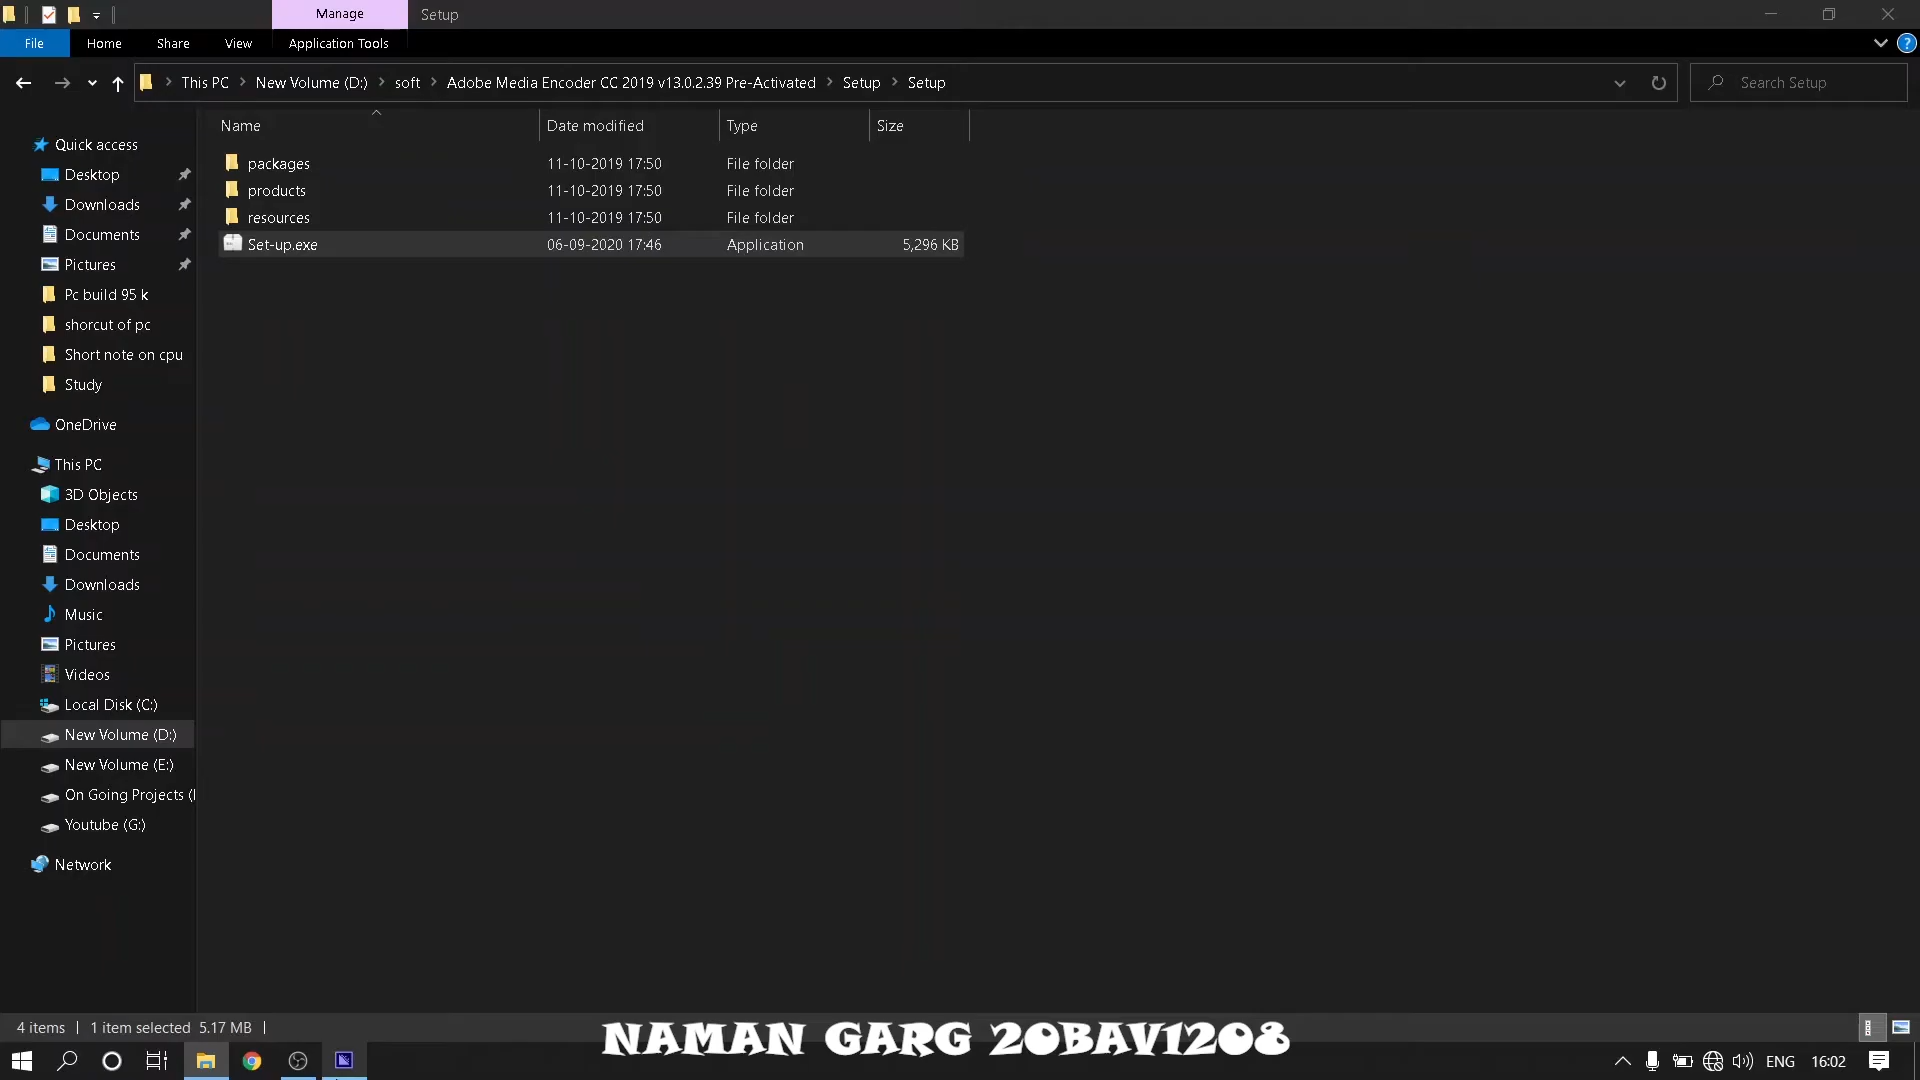 Manage
Setup
File
Home
Share
View
Application Tools
This PC
New Volume (D:)
soft
Adobe Media Encoder CC 2019 v13.0.2.39 Pre-Activated
Setup
Setup
Search Setup
Name
Date modified
Type
Size
packages 11-10-2019 17:50 File folder
products 11-10-2019 17:50 File folder
resources 11-10-2019 17:50 File folder
Set-up.exe 06-09-2020 17:46 Application 5,296 KB
Quick access
Desktop
Downloads
Documents
Pictures
Pc build 95 k
shorcut of pc
Short note on cpu
Study
OneDrive
This PC
3D Objects
Desktop
Documents
Downloads
Music
Pictures
Videos
Local Disk (C:)
New Volume (D:)
New Volume (E:)
On Going Projects (
Youtube (G:)
Network
4 items
1 item selected 5.17 MB
NAMAN GARG 20BAV1208
ENG
16:02